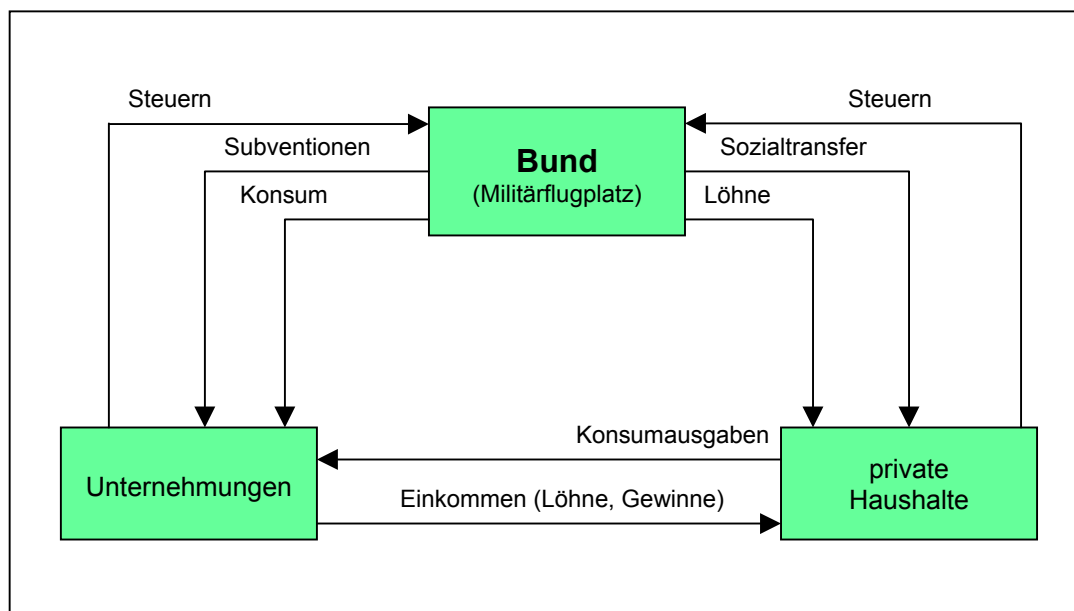 Steuern
Steuern
Subventionen
Bund
Sozialtransfer
Konsum
(Militärflugplatz)
Löhne
Konsumausgaben
Unternehmungen
private
Haushalte
Einkommen (Löhne, Gewinne)